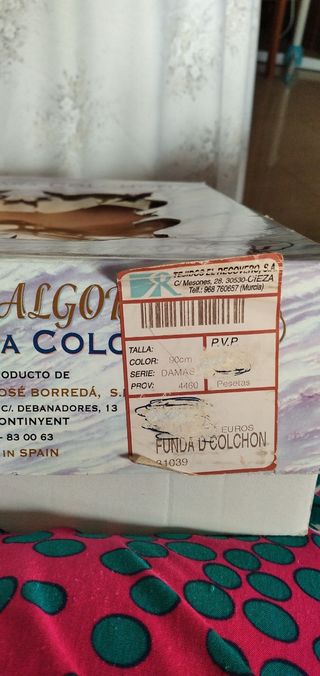 ALGOT
A COLC
ODUCTO DE
OSÉ BORREDÁ, S.
C/. DEBANADORES, 13
ONTINYENT
- 83 00 63
IN SPAIN
TEJIDOS EL RECOVERO, S.A.
C/ Mesones, 28. 30530-CIEZA
Telf.: 968 760657 (Murcia)
TALLA:
COLOR: 90cm
SERIE: DAMAS
PROV: 4460
P.V.P.
Pesetas
EUROS
FUNDA D COLCHON
31039